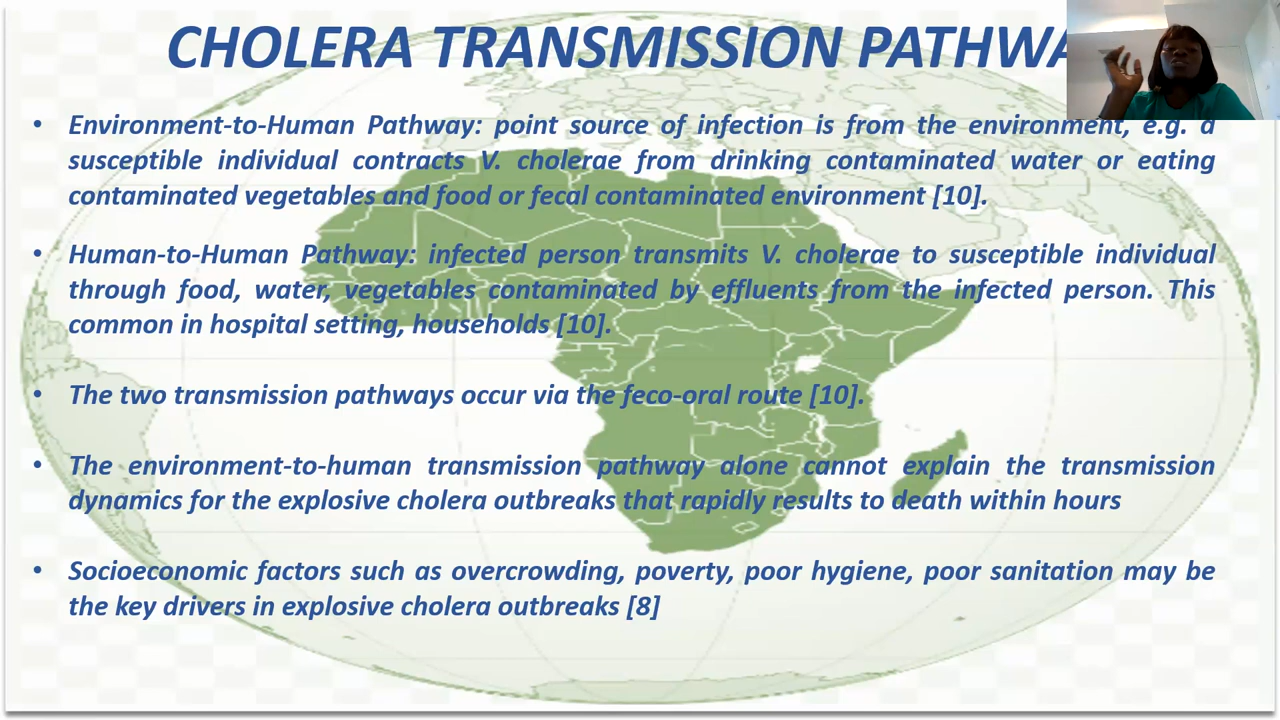 CHOLERA TRANSMISSION PATHWA
• Environment-to-Human Pathway: point source of infection is from the environment, e.g. a
susceptible individual contracts V. cholerae from drinking contaminated water or eating
contaminated vegetables and food or fecal contaminated environment [10].
• Human-to-Human Pathway: infected person transmits V. cholerae to susceptible individual
through food, water, vegetables contaminated by effluents from the infected person. This
common in hospital setting, households [10].
• The two transmission pathways occur via the feco-oral route [10].
• The environment-to-human transmission pathway alone cannot explain the transmission
dynamics for the explosive cholera outbreaks that rapidly results to death within hours
• Socioeconomic factors such as overcrowding, poverty, poor hygiene, poor sanitation may be
the key drivers in explosive cholera outbreaks [8]